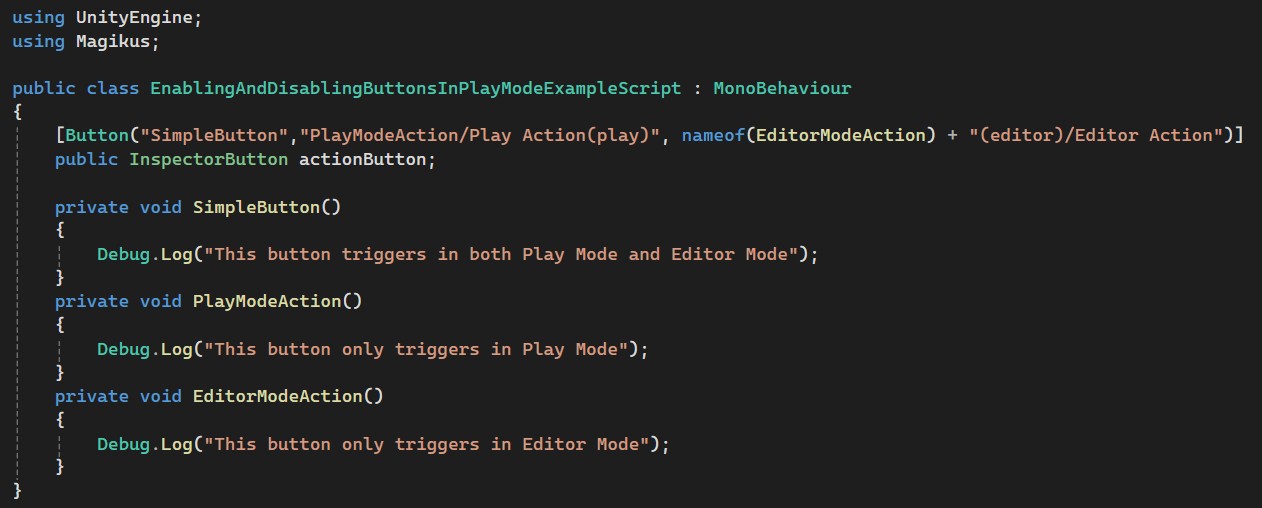 using UnityEngine;
using Magikus;
public class EnablingAndDisablingButtonsInPlayModeExampleScript : MonoBehaviour
{
[Button("SimpleButton","PlayModeAction/Play Action(play)", nameof(EditorModeAction) + "(editor)/Editor Action")]
public InspectorButton actionButton;
private void SimpleButton()
{
Debug.Log("This button triggers in both Play Mode and Editor Mode");
}
private void PlayModeAction()
{
Debug.Log("This button only triggers in Play Mode");
}
private void EditorModeAction()
{
Debug.Log("This button only triggers in Editor Mode");
}
}